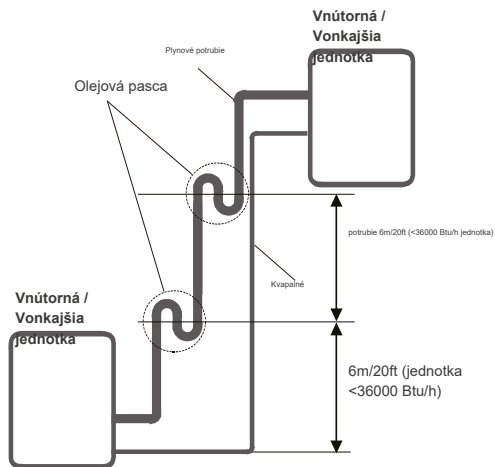 Vnútorná /
Vonkajšia
jednotka
Plynové potrubie
Olejová pasca
potrubie 6m/20ft (<36000 Btu/h jednotka)
Kvapalné
Vnútorná /
Vonkajšia
jednotka
6m/20ft (jednotka
<36000 Btu/h)